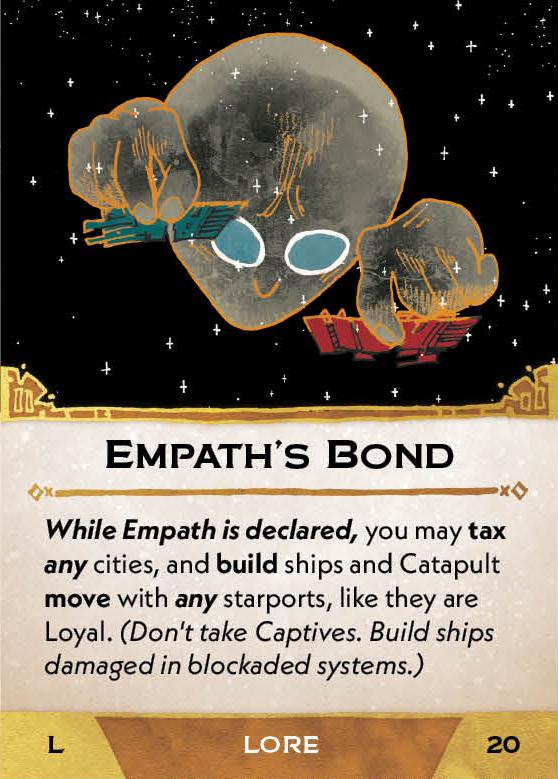 EMPATH'S BOND
While Empath is declared, you may tax
any cities, and build ships and Catapult
move with any starports, like they are
Loyal. (Don't take Captives. Build ships
damaged in blockaded systems.)
L LORE 20